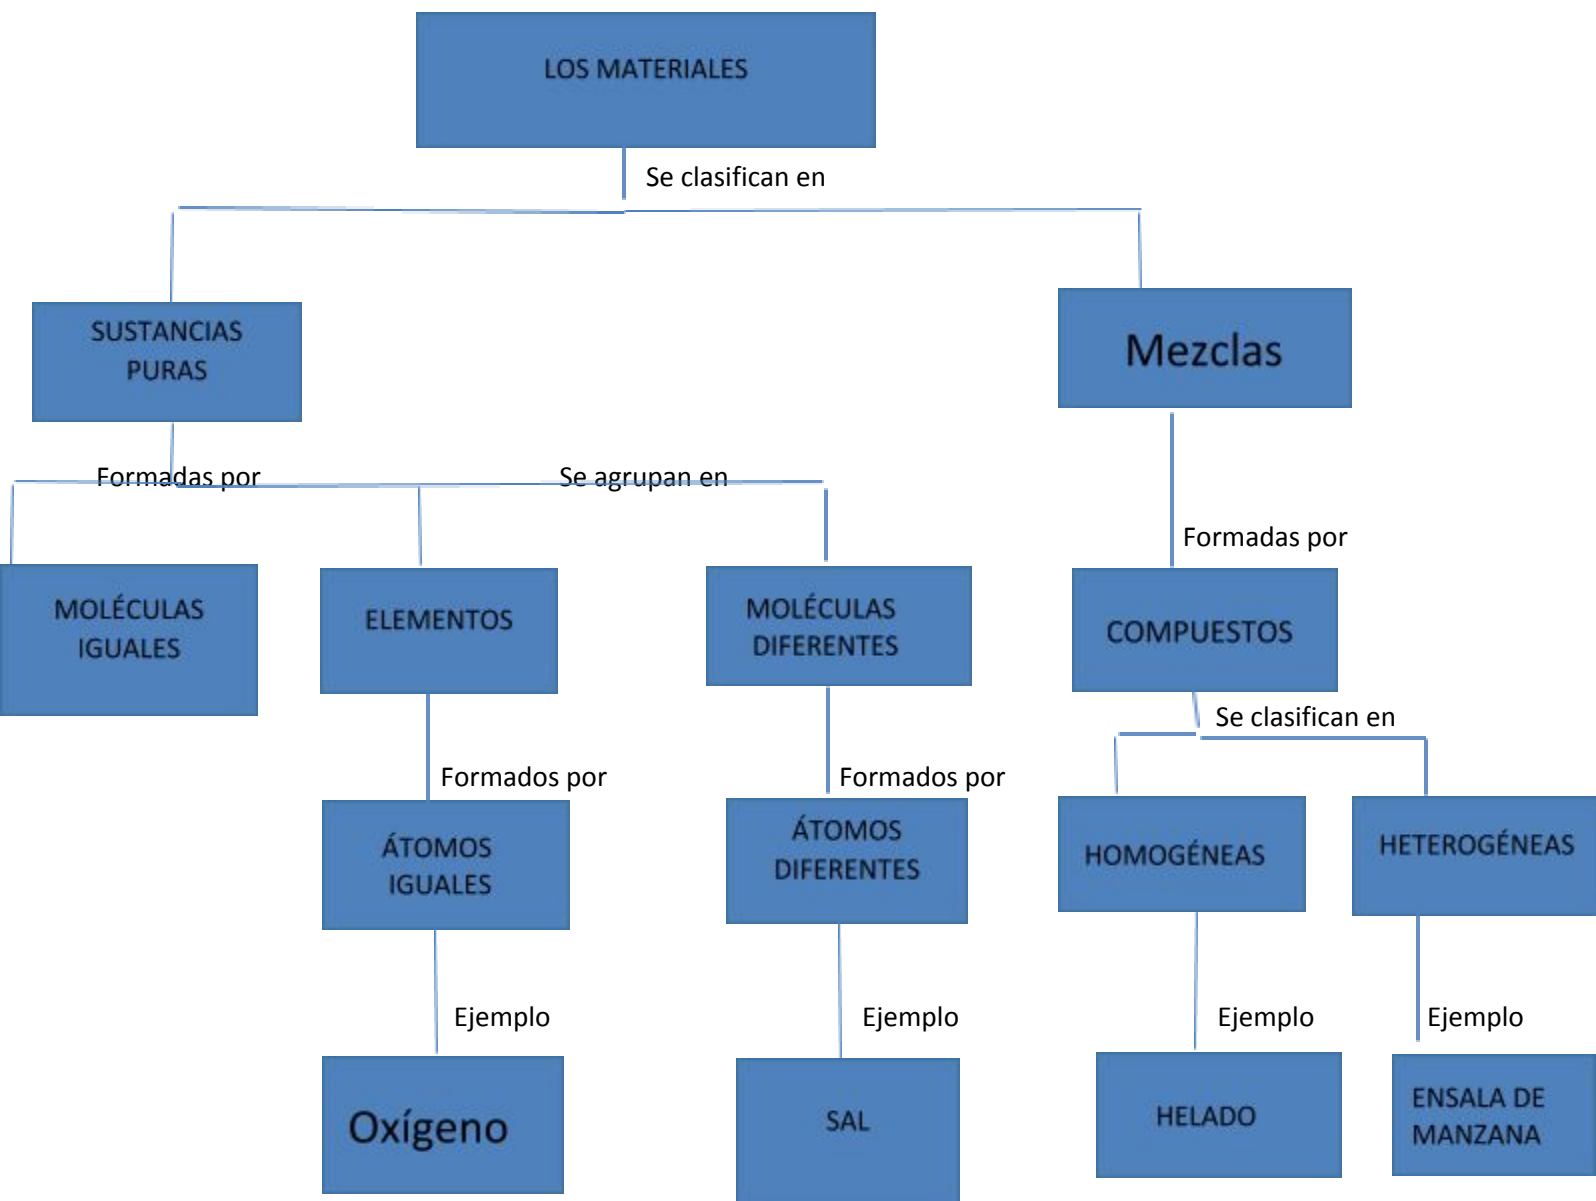 LOS MATERIALES
Se clasifican en
SUSTANCIAS
PURAS
Mezclas
Formadas por
Se agrupan en
Formadas por
MOLÉCULAS
IGUALES
ELEMENTOS
MOLÉCULAS
DIFERENTES
COMPUESTOS
Se clasifican en
Formados por
Formados por
ÁTOMOS
IGUALES
ÁTOMOS
DIFERENTES
HOMOGÉNEAS
HETEROGÉNEAS
Ejemplo
Ejemplo
Ejemplo
Ejemplo
Oxígeno
SAL
HELADO
ENSALA DE
MANZANA